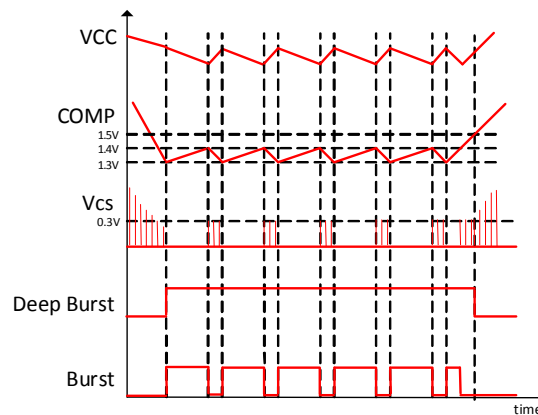 VCC
COMP
1.5V
1.4V
1.3V
Vcs
0.3V
Deep Burst
Burst
time